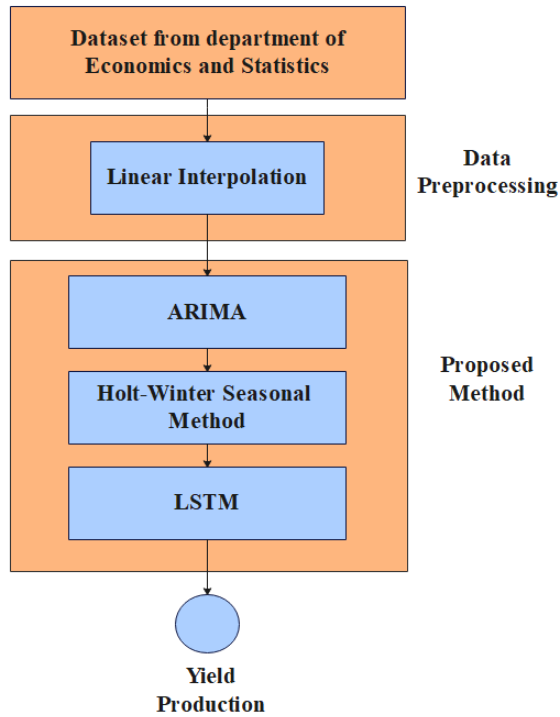 Dataset from department of
Economics and Statistics
Linear Interpolation
Data
Preprocessing
ARIMA
Holt-Winter Seasonal
Method
LSTM
Proposed
Method
Yield
Production